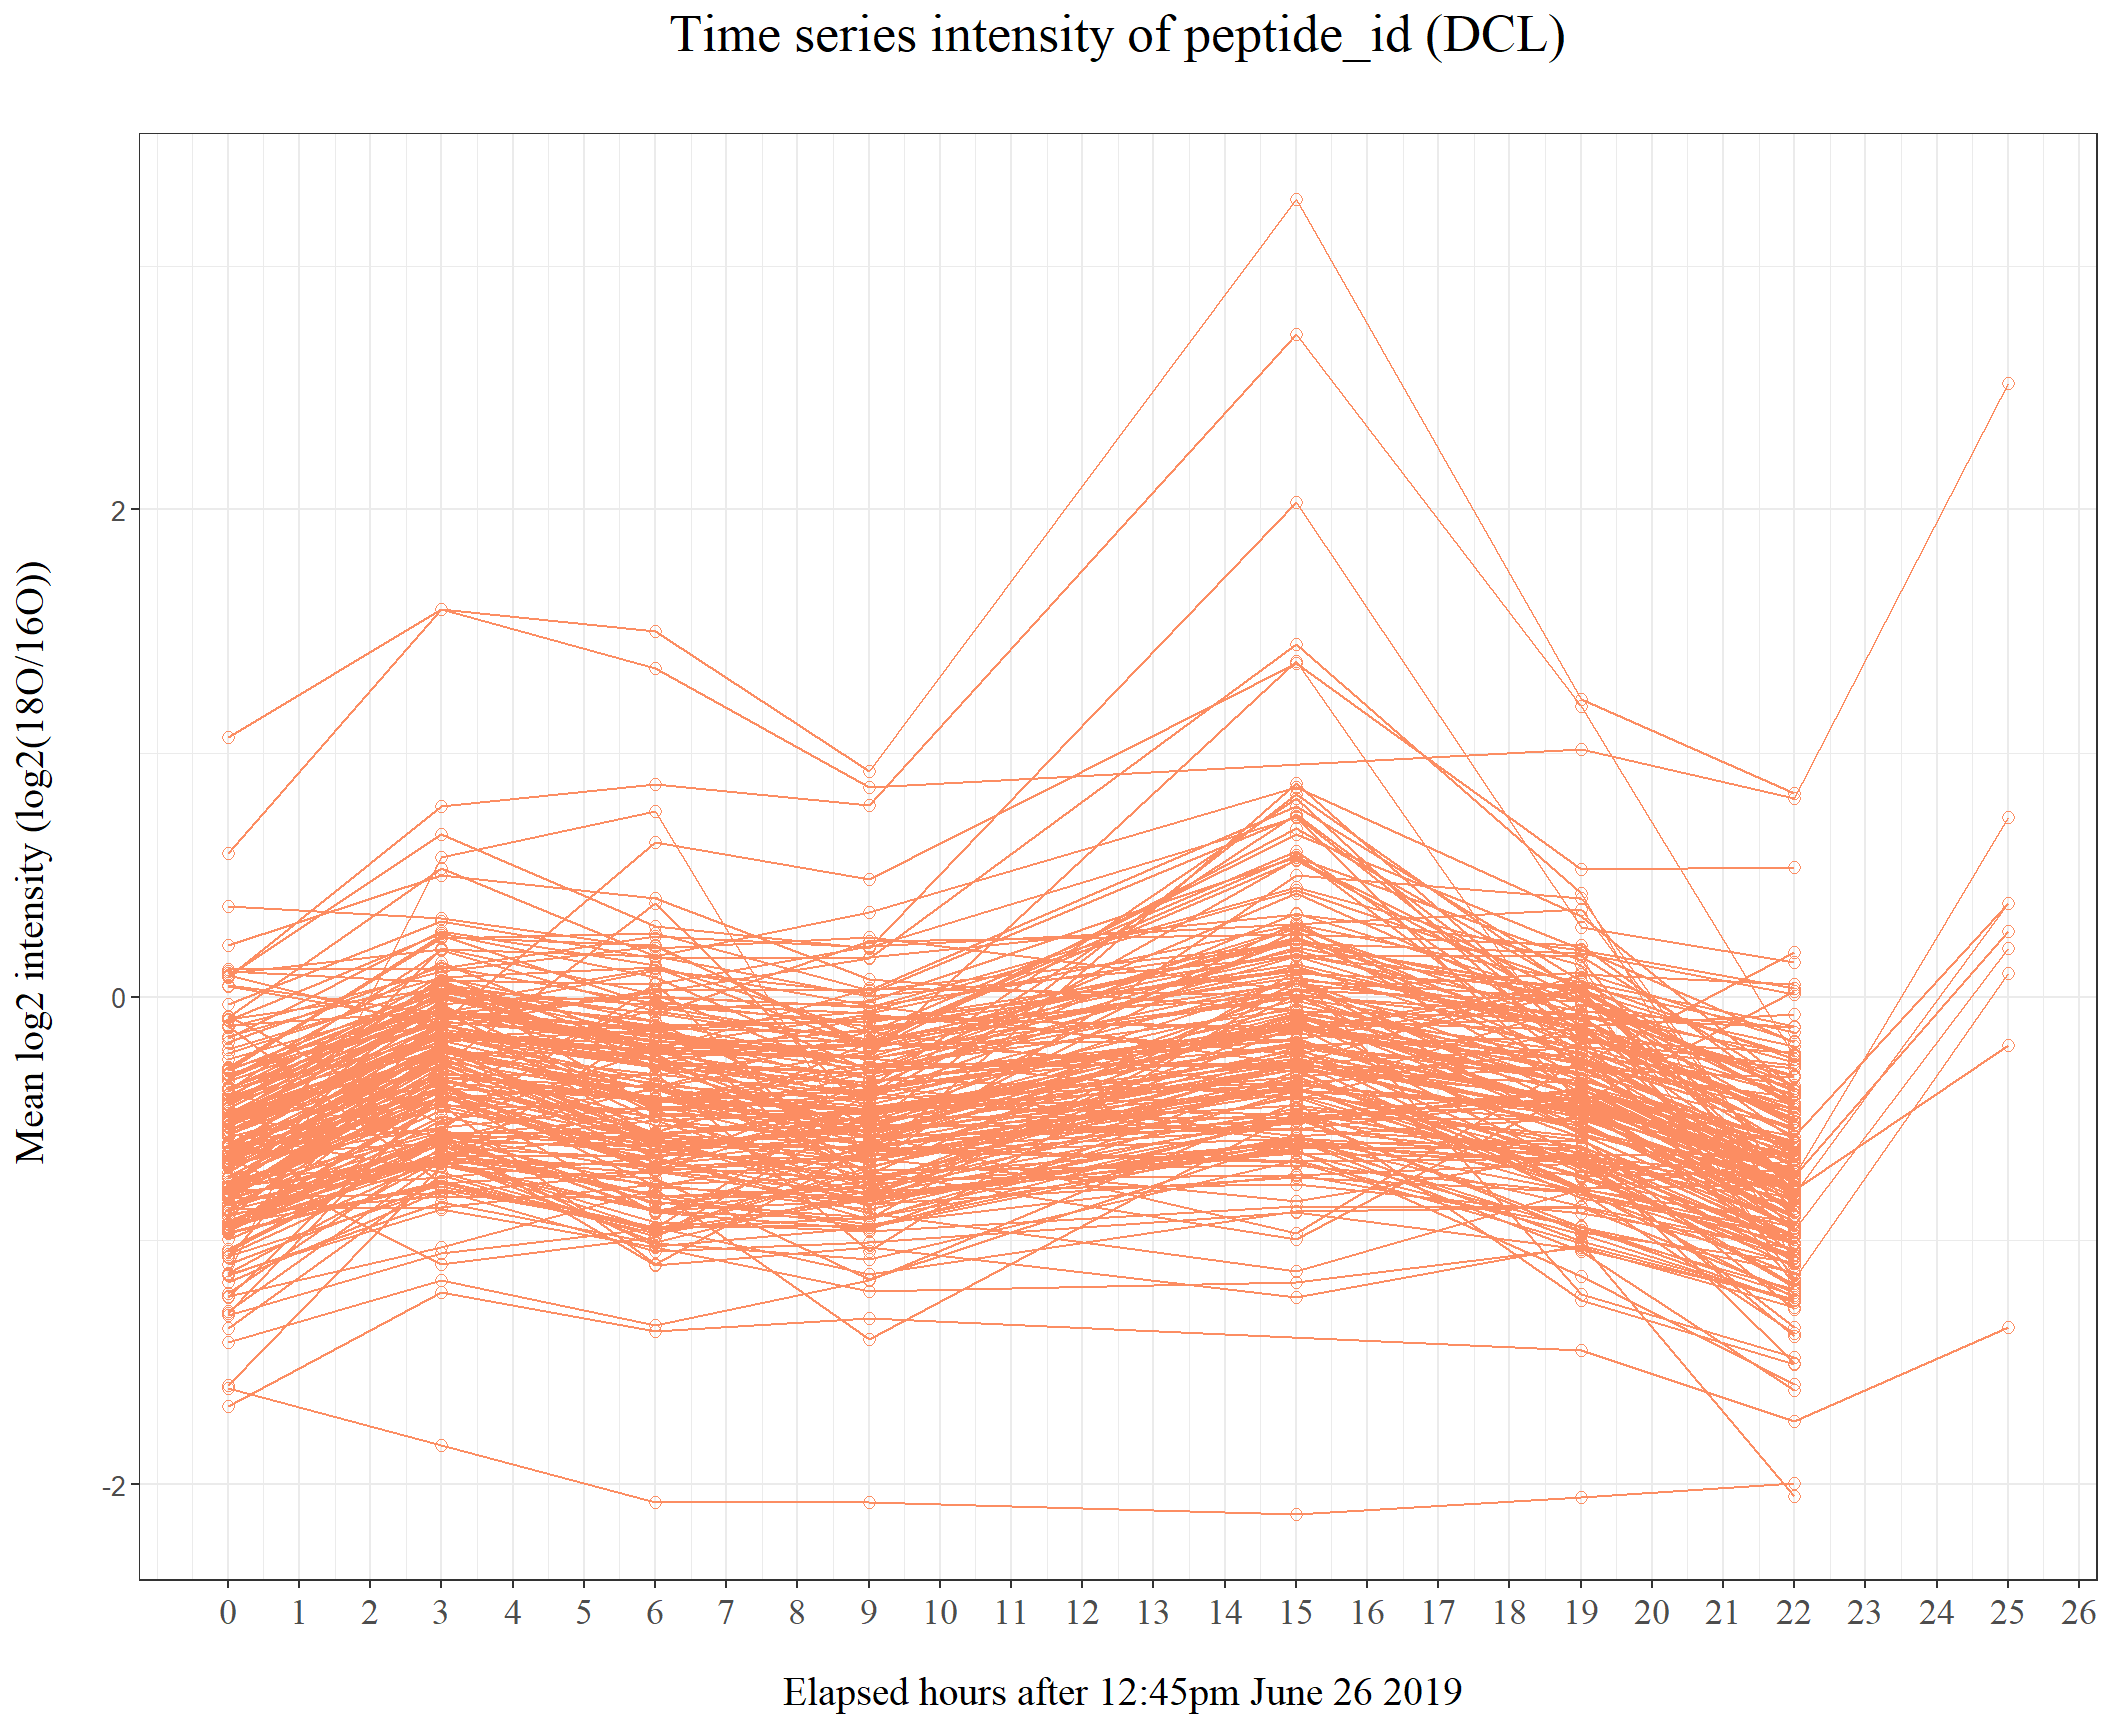 Time series intensity of peptide_id (DCL)
Mean log2 intensity (log2(18O/16O))
2
0
-2
0 1 2 3 4 5 6 7 8 9 10 11 12 13 14 15 16 17 18 19 20 21 22 23 24 25 26
Elapsed hours after 12:45pm June 26 2019